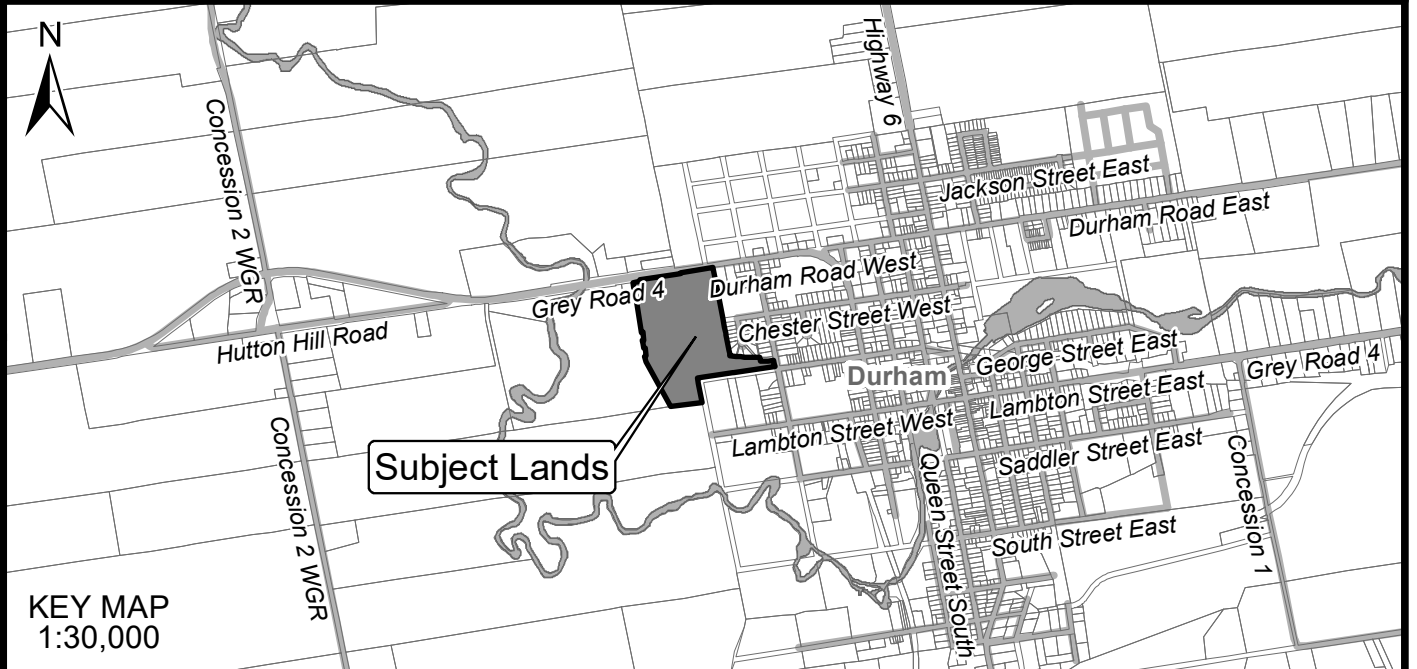 N
Highway 6
Concession 2 WGR
Jackson Street East
Durham Road East
Durham Road West
Grey Road 4
Chester Street West
Hutton Hill Road
George Street East
Grey Road 4
Durham
Lambton Street East
Lambton Street West
Subject Lands
Saddler Street East
Concession 2 WGR
Queen Street South
Concession 1
South Street East
KEY MAP
1:30,000